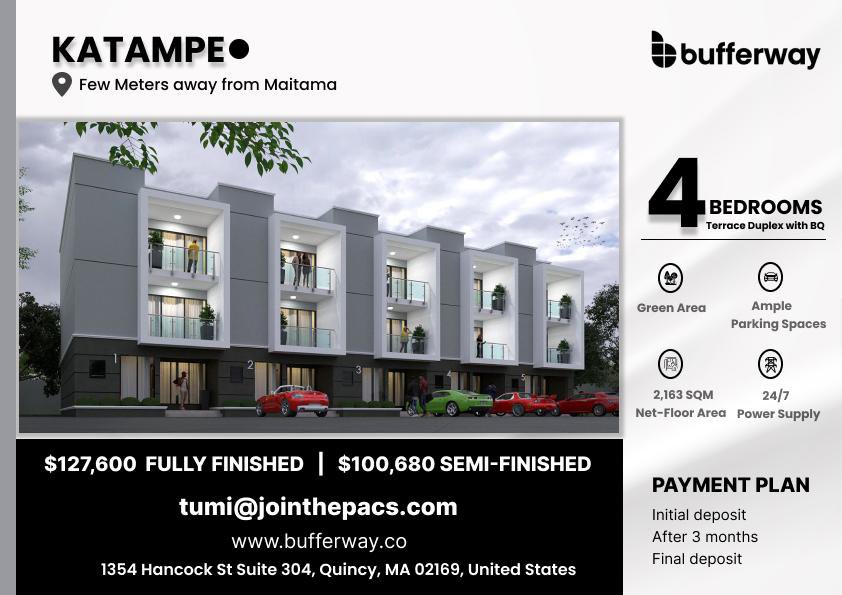 KATAMPE
Few Meters away from Maitama
bufferway
4 BEDROOMS
Terrace Duplex with BQ
Green Area
Ample
Parking Spaces
2,163 SQM
Net-Floor Area
24/7
Power Supply
1
2
3
4
5
$127,600 FULLY FINISHED | $100,680 SEMI-FINISHED
tumi@jointhepacs.com
www.bufferway.co
1354 Hancock St Suite 304, Quincy, MA 02169, United States
PAYMENT PLAN
Initial deposit
After 3 months
Final deposit